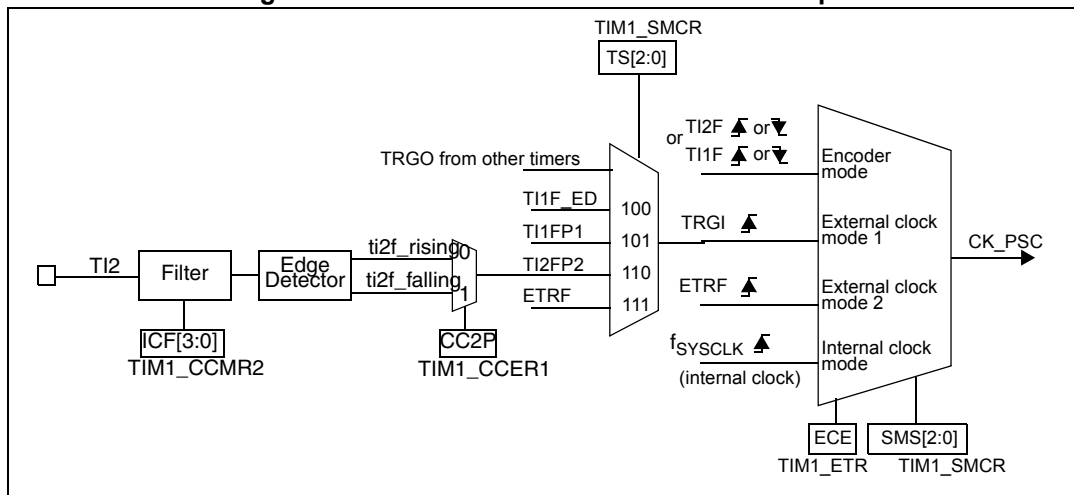 TIM1_SMCR
TS[2:0]
TRGO from other timers
TI1F_ED
TI1FP1
TI2FP2
ETRF
100
101
110
111
TI2
Filter
Edge
Detector
ti2f_rising
ti2f_falling
0
1
ICF[3:0]
TIM1_CCMR2
CC2P
TIM1_CCER1
or TI2F or
TI1F or
Encoder
mode
TRGI
External clock
mode 1
ETRF
External clock
mode 2
fSYSCLK
(internal clock)
Internal clock
mode
CK_PSC
ECE
TIM1_ETR
SMS[2:0]
TIM1_SMCR